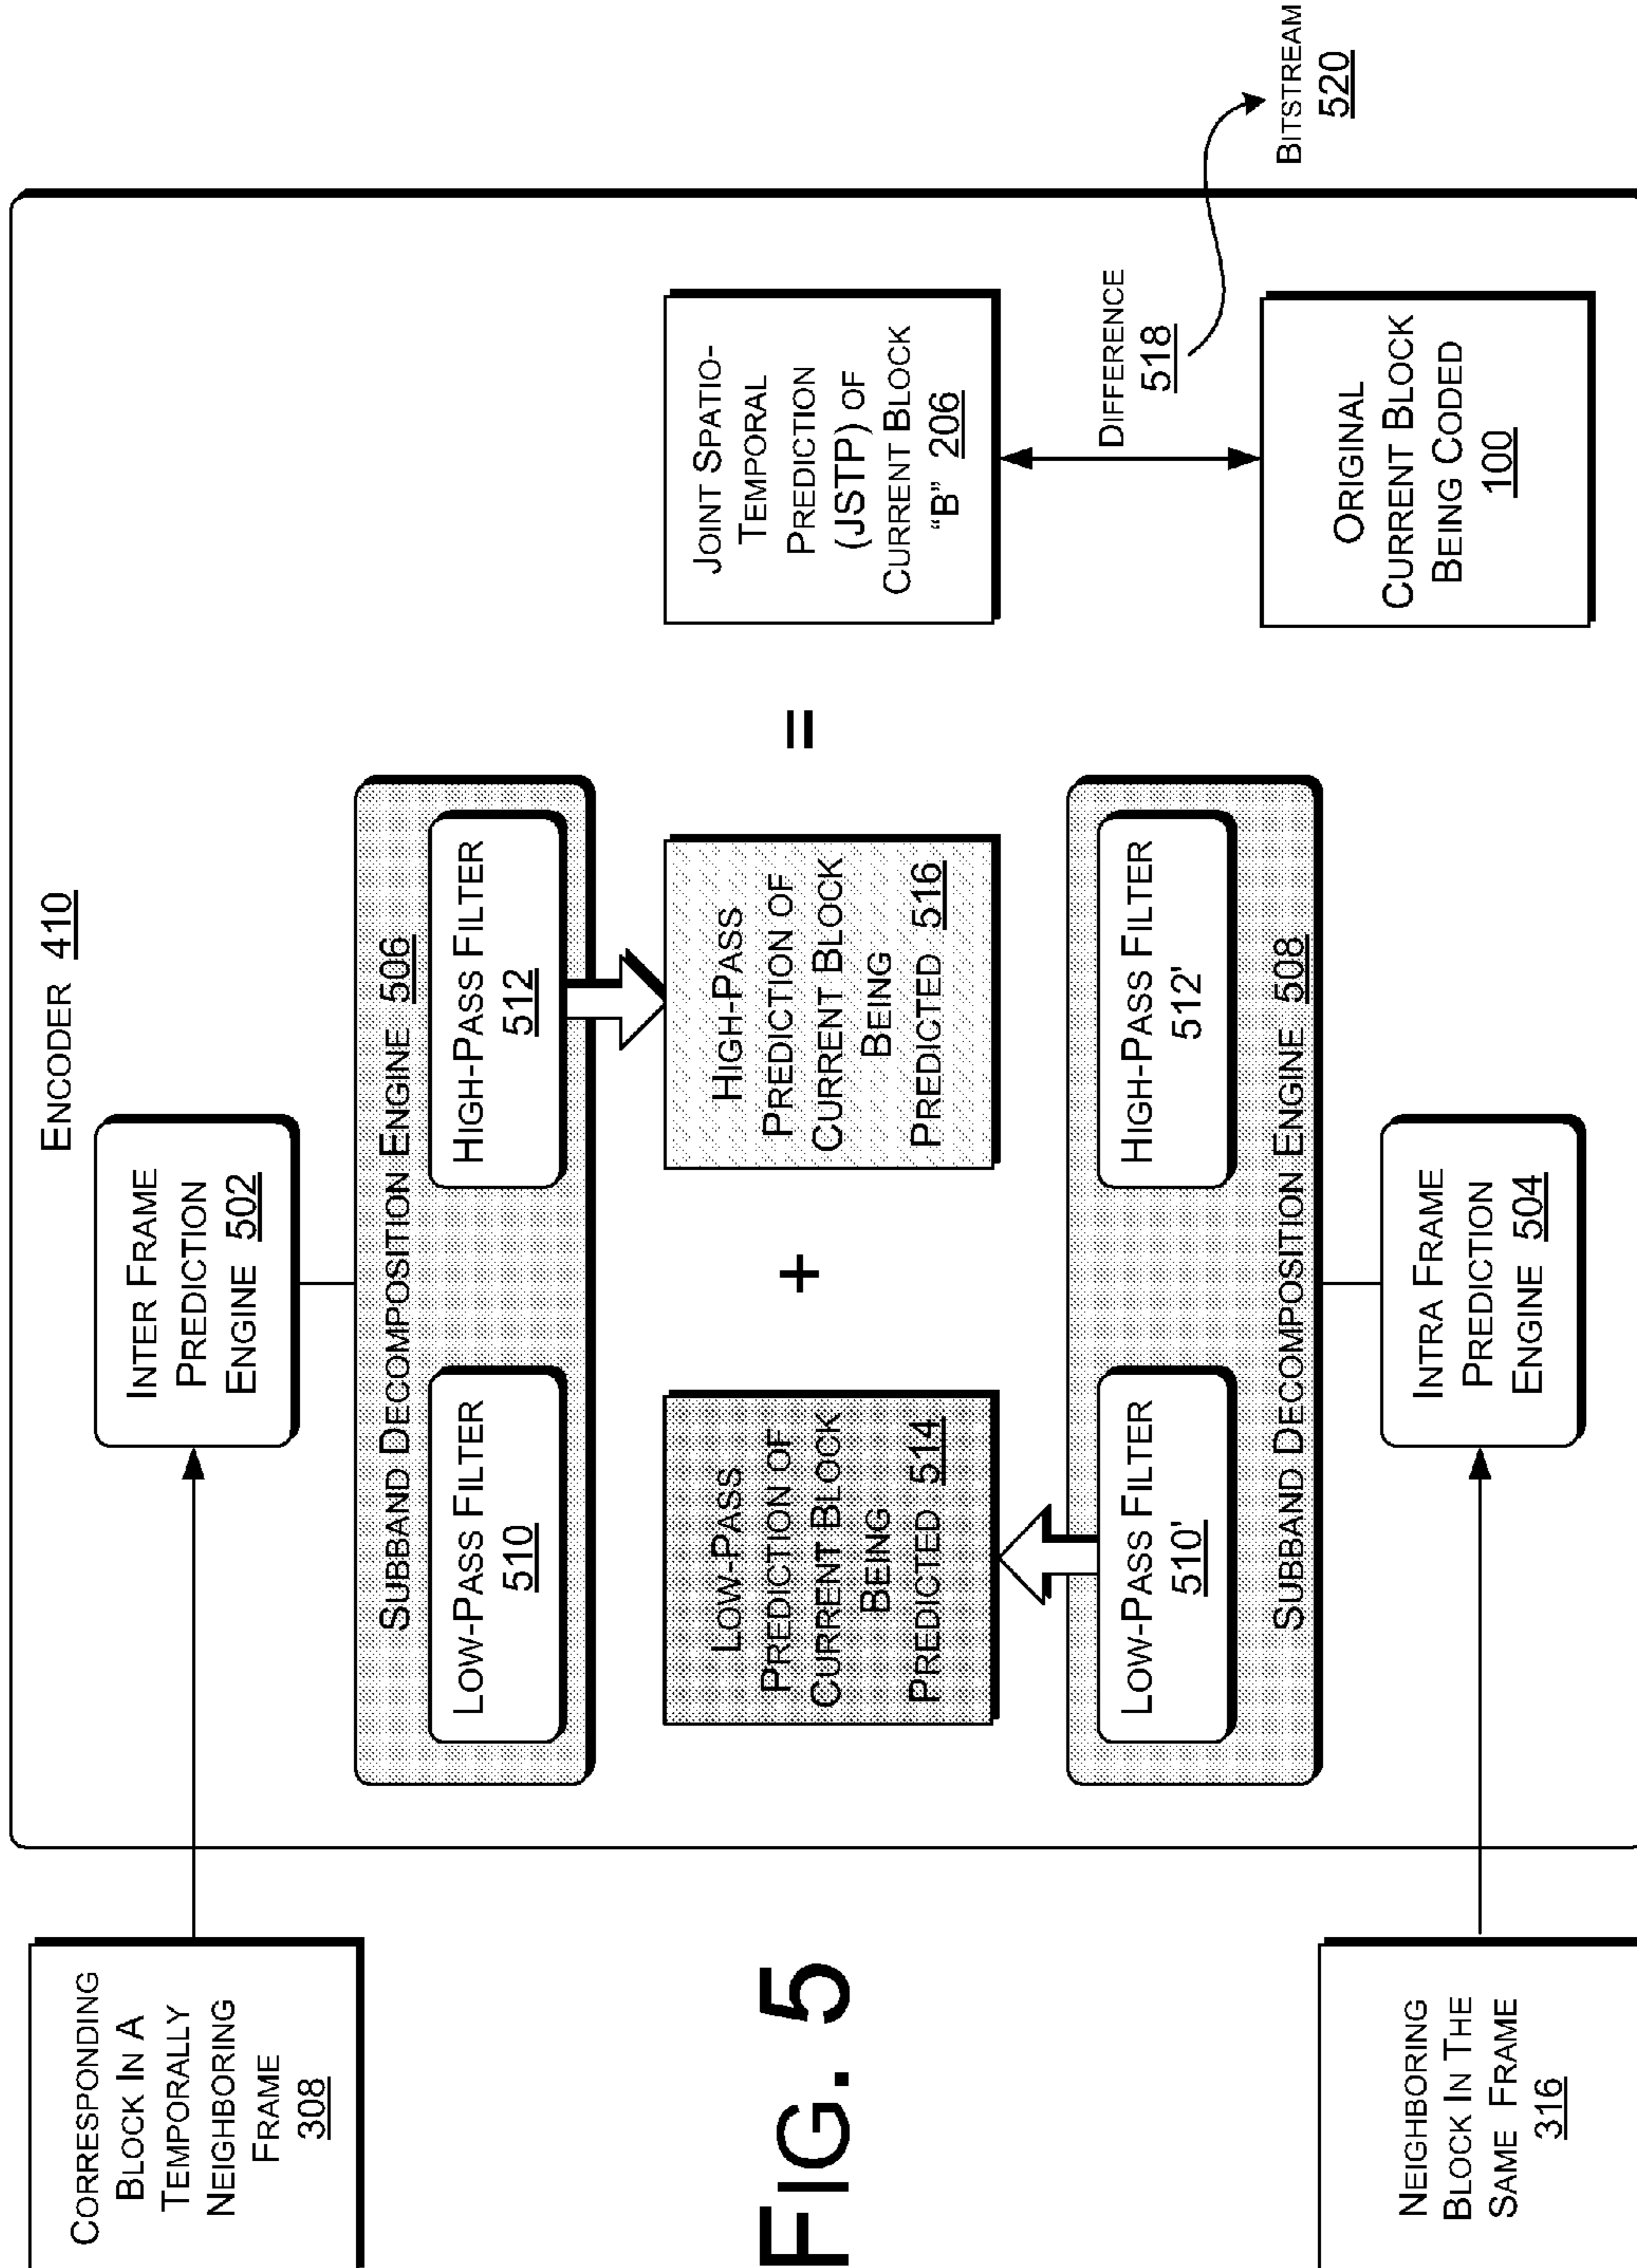 ENCODER 410
CORRESPONDING
BLOCK IN A
TEMPORALLY
NEIGHBORING
FRAME
308
INTER FRAME
PREDICTION
ENGINE 502
SUBBAND DECOMPOSITION ENGINE 506
LOW-PASS FILTER
510
HIGH-PASS FILTER
512
LOW-PASS
PREDICTION OF
CURRENT BLOCK
BEING
PREDICTED 514
+
HIGH-PASS
PREDICTION OF
CURRENT BLOCK
BEING
PREDICTED 516
=
JOINT SPATIO-
TEMPORAL
PREDICTION
(JSTP) OF
CURRENT BLOCK
"B" 206
DIFFERENCE
518
BITSTREAM
520
LOW-PASS FILTER
510'
HIGH-PASS FILTER
512'
SUBBAND DECOMPOSITION ENGINE 508
ORIGINAL
CURRENT BLOCK
BEING CODED
100
NEIGHBORING
BLOCK IN THE
SAME FRAME
316
INTRA FRAME
PREDICTION
ENGINE 504
FIG. 5